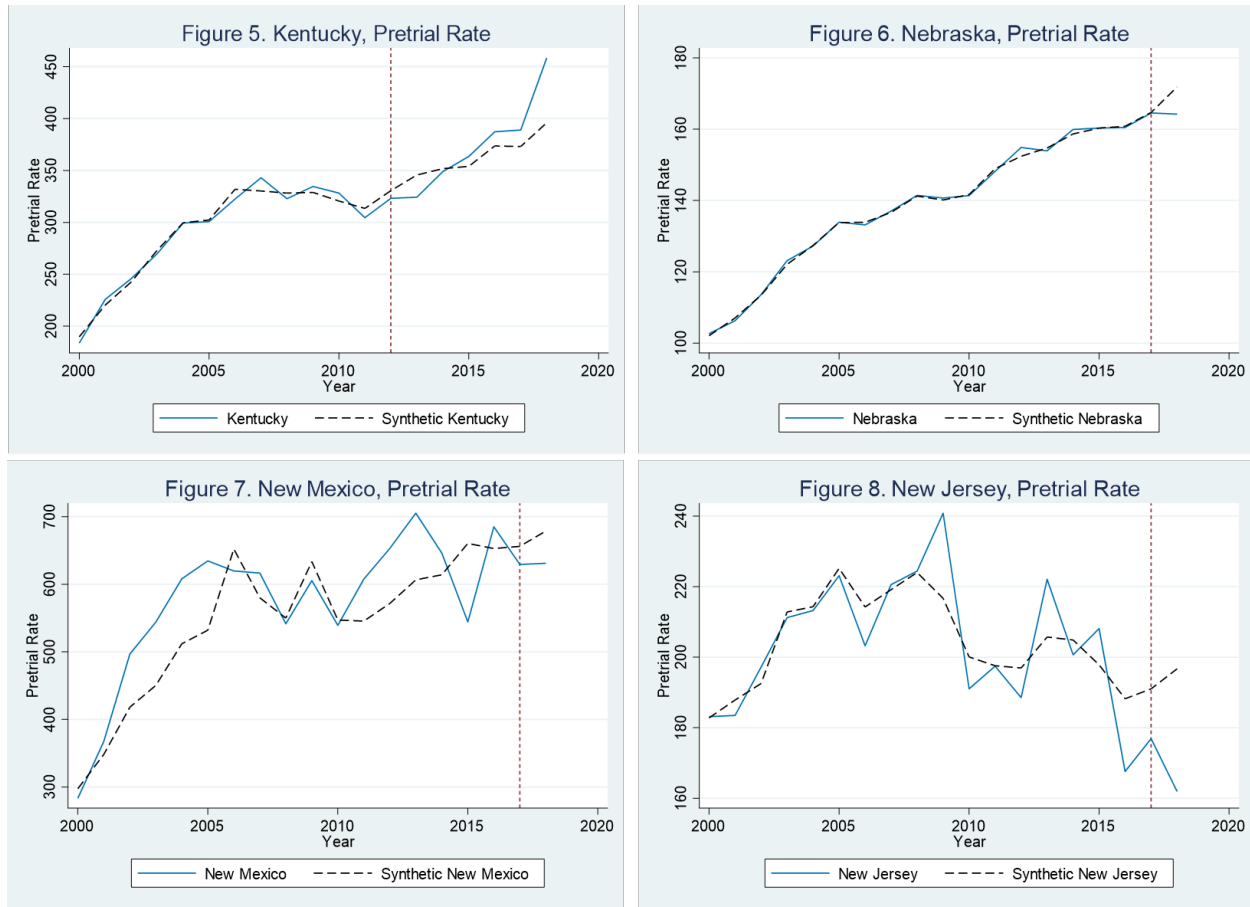 Figure 5. Kentucky, Pretrial Rate
Pretrial Rate
450
400
350
300
250
200
2000
2005
2010
2015
2020
Year
Kentucky
Synthetic Kentucky
Figure 6. Nebraska, Pretrial Rate
Pretrial Rate
180
160
140
120
100
2000
2005
2010
2015
2020
Year
Nebraska
Synthetic Nebraska
Figure 7. New Mexico, Pretrial Rate
Pretrial Rate
700
600
500
400
300
2000
2005
2010
2015
2020
Year
New Mexico
Synthetic New Mexico
Figure 8. New Jersey, Pretrial Rate
Pretrial Rate
240
220
200
180
160
2000
2005
2010
2015
2020
Year
New Jersey
Synthetic New Jersey